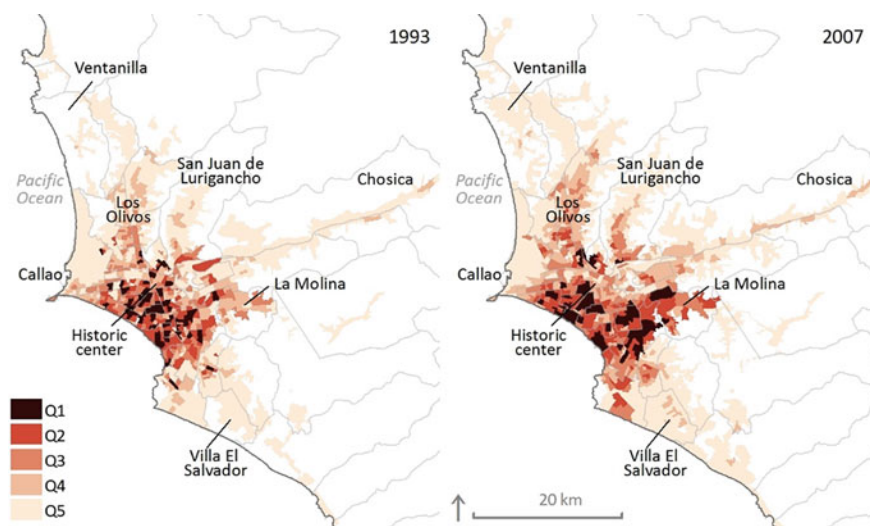 1993
Ventanilla
San Juan de
Lurigancho
Pacific
Ocean
Los
Olivos
Chosica
Callao
La Molina
Historic
center
Villa El
Salvador
Q1
Q2
Q3
Q4
Q5
2007
Ventanilla
San Juan de
Lurigancho
Pacific
Ocean
Los
Olivos
Chosica
Callao
La Molina
Historic
center
Villa El
Salvador
20 km